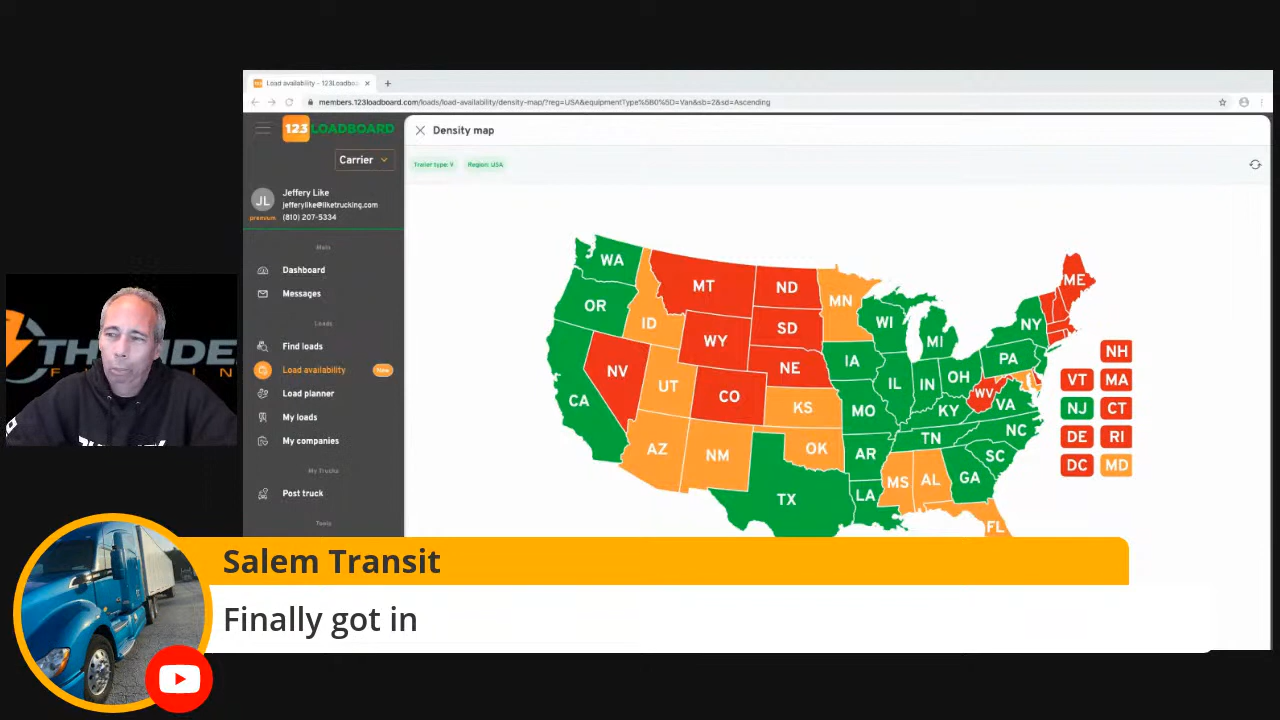 Load availability - 123Loadbo
members.123loadboard.com/loads/load-availability/density-map/?reg=USA&equipmentType%5B0%5D=Van&sb=2&sd=Ascending
123LOADBOARD
Density map
Carrier
Trailer type: V Region: USA
JL
premium
Jeffery Like
jefferylike@liketrucking.com
(810) 207-5334
Main
Dashboard
Messages
Loads
Find loads
Load availability New
Load planner
My loads
My companies
My Trucks
Post truck
Tools
WA
MT
ND
MN
ME
OR
ID
WY
SD
WI
MI
NY
NV
UT
CO
NE
IA
IL
IN
OH
PA
CA
AZ
NM
KS
OK
MO
KY
WV
VA
TN
NC
AR
SC
TX
LA
MS
AL
GA
FL
NH
VT MA
NJ CT
DE RI
DC MD
THUNDE
F N
Salem Transit
Finally got in